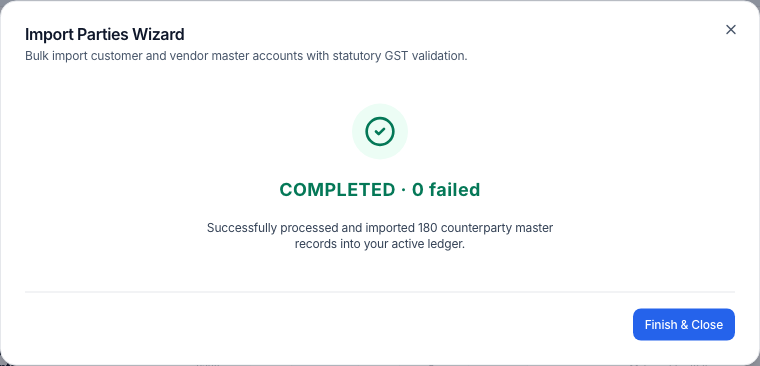 Import Parties Wizard
Bulk import customer and vendor master accounts with statutory GST validation.
COMPLETED · 0 failed
Successfully processed and imported 180 counterparty master
records into your active ledger.
Finish & Close